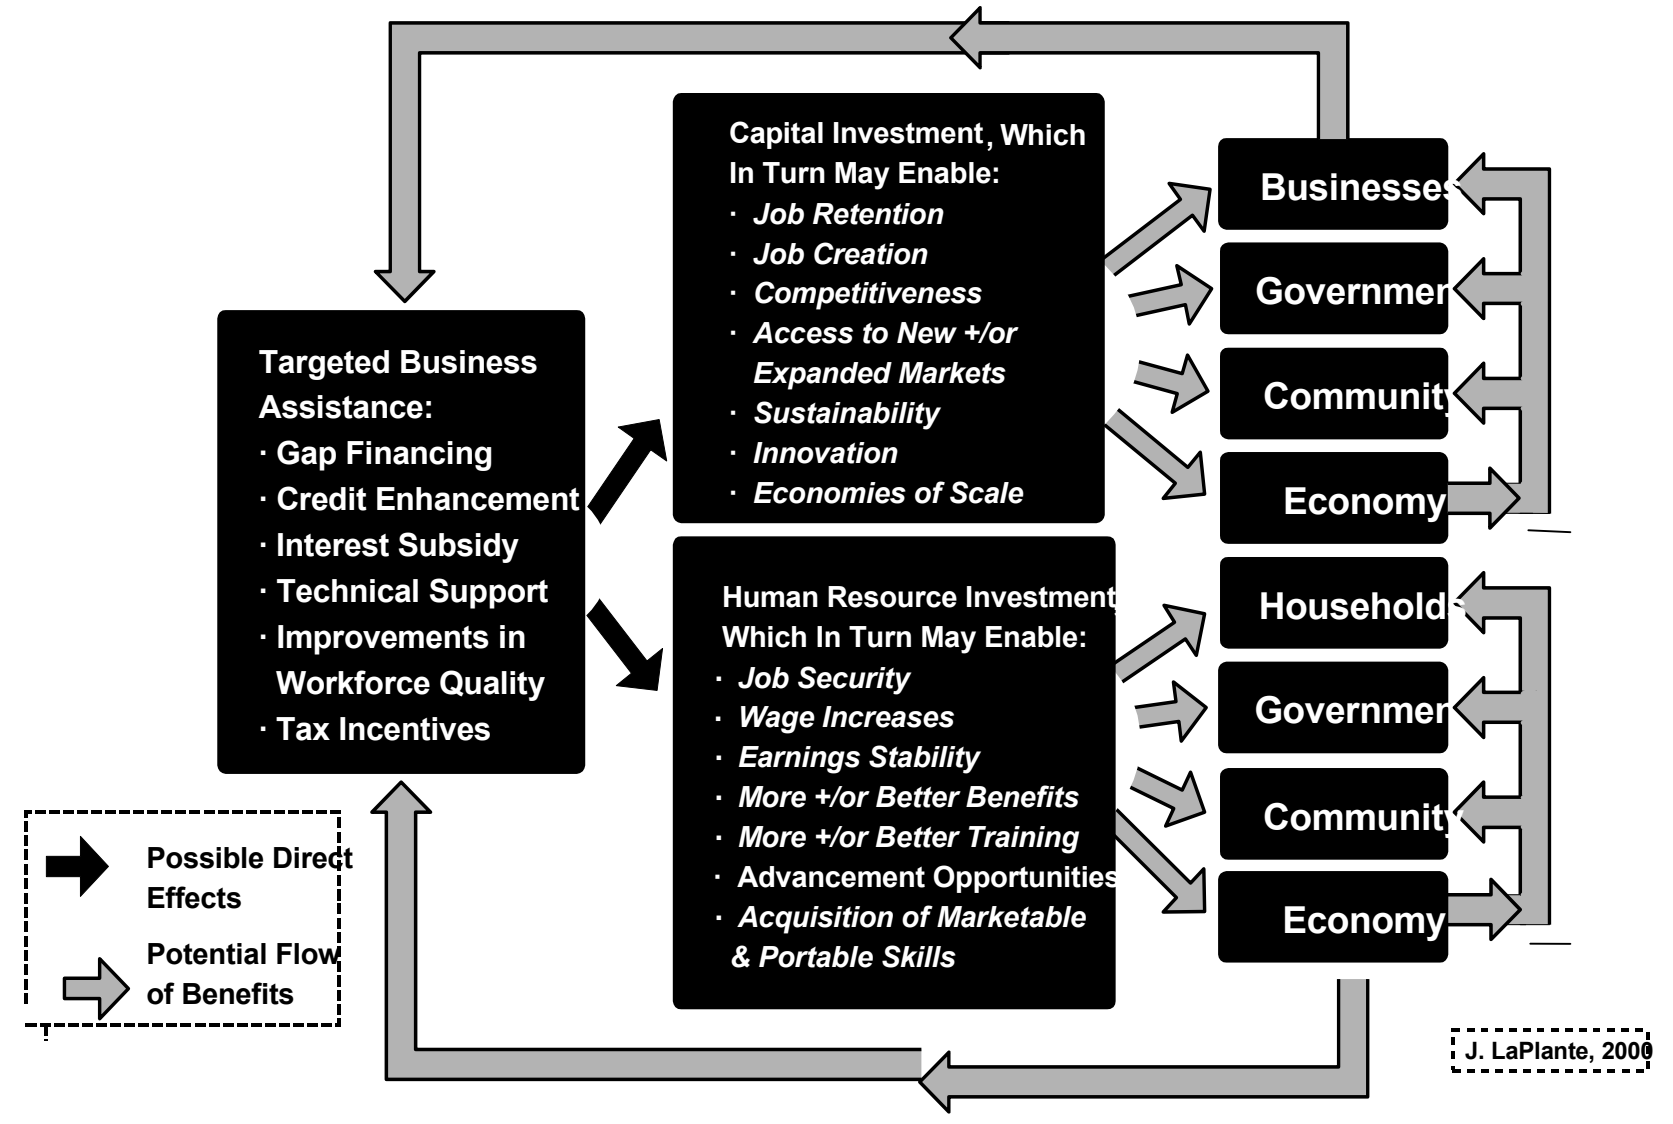 Targeted Business
Assistance:
· Gap Financing
· Credit Enhancement
· Interest Subsidy
· Technical Support
· Improvements in
Workforce Quality
· Tax Incentives
Capital Investment, Which
In Turn May Enable:
· Job Retention
· Job Creation
· Competitiveness
· Access to New +/or
Expanded Markets
· Sustainability
· Innovation
· Economies of Scale
Human Resource Investment,
Which In Turn May Enable:
· Job Security
· Wage Increases
· Earnings Stability
· More +/or Better Benefits
· More +/or Better Training
· Advancement Opportunities
· Acquisition of Marketable
& Portable Skills
Businesses
Governmen
Community
Economy
Households
Governmen
Community
Economy
Possible Direct
Effects
Potential Flow
of Benefits
J. LaPlante, 2000